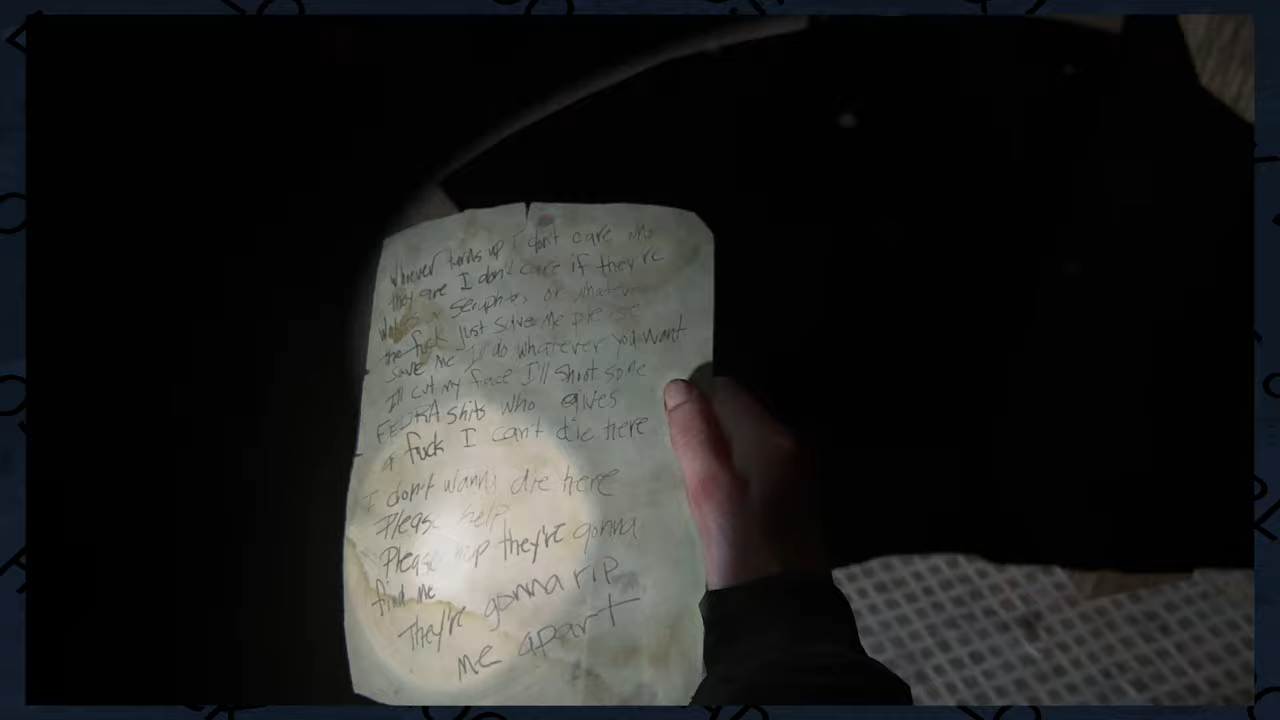 Whoever turns up I don't care who
they are I don't care if they're
Wolves or Seraphites or whatever
the fuck just save me please
save me I'll do whatever you want
I'll cut my face I'll shoot some
FEDRA shits who gives
a fuck I can't die here
I don't wanna die here
Please help
Please help they're gonna
find me
They're gonna rip
me apart